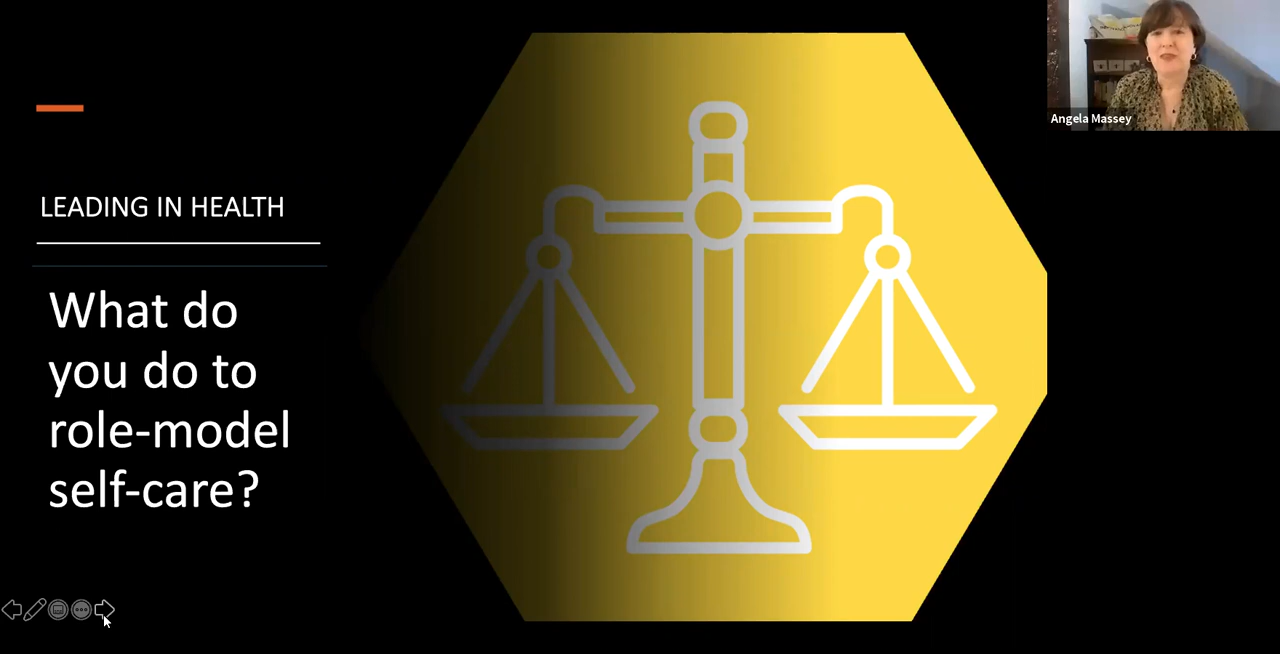 Angela Massey
LEADING IN HEALTH
What do
you do to
role-model
self-care?